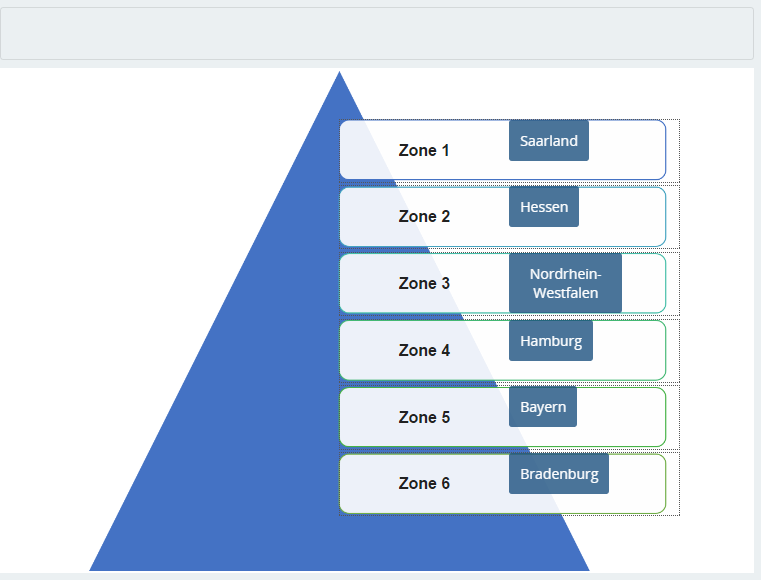 Zone 1
Saarland
Zone 2
Hessen
Zone 3
Nordrhein-
Westfalen
Zone 4
Hamburg
Zone 5
Bayern
Zone 6
Bradenburg